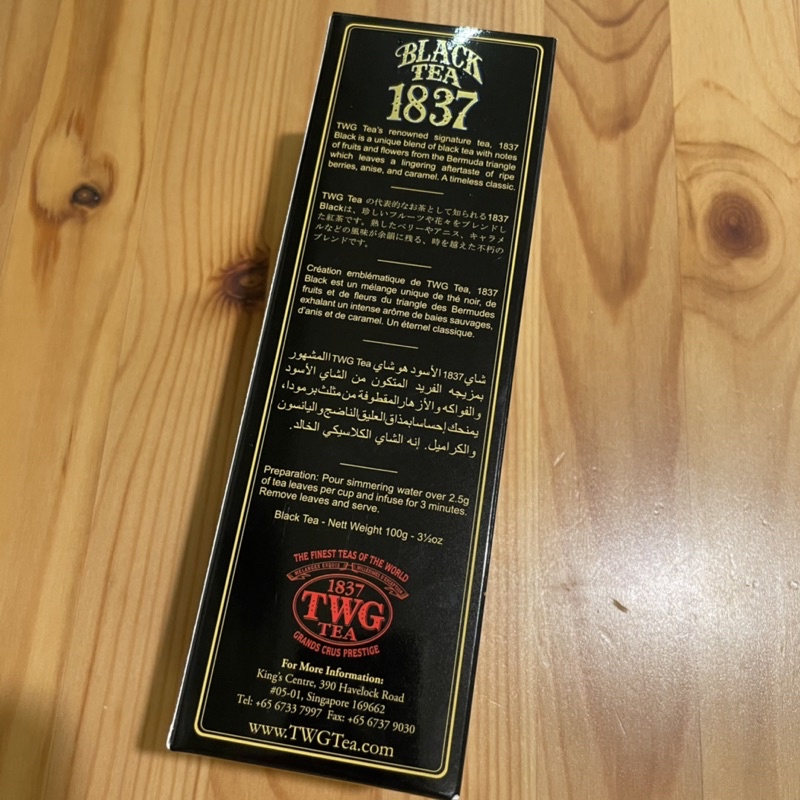 BLACK
TEA
1837
TWG Tea's renowned signature tea, 1837
Black is a unique blend of black tea with notes
of fruits and flowers from the Bermuda triangle
which leaves a lingering aftertaste of ripe
berries, anise, and caramel. A timeless classic.
TWG Tea の代表的なお茶として知られる1837
Blackは、珍しいフルーツや花々をブレンドし
た紅茶です。熟したベリーやアニス、キャラメ
ルなどの風味が余韻に残る、時を越えた不朽の
ブレンドです。
Création emblématique de TWG Tea, 1837
Black est un mélange unique de thé noir, de
fruits et de fleurs du triangle des Bermudes
exhalant un intense arôme de baies sauvages,
d'anis et de caramel. Un éternel classique.
شاي 1837 الأسود هو شاي TWG Tea المشهور
بمزيجه الفريد المتكون من الشاي الأسود
والفواكه والأزهار المقطوفة من مثلث برمودا،
يمنحك إحساسا بمذاق العليق الناضج واليانسون
والكراميل. إنه الشاي الكلاسيكي الخالد.
Preparation: Pour simmering water over 2.5g
of tea leaves per cup and infuse for 3 minutes.
Remove leaves and serve.
Black Tea - Nett Weight 100g - 3½oz
THE FINEST TEAS OF THE WORLD
1837
TWG
TEA
GRANDS CRUS PRESTIGE
For More Information:
King's Centre, 390 Havelock Road
#05-01, Singapore 169662
Tel: +65 6733 7997 Fax: +65 6737 9030
www.TWGTea.com